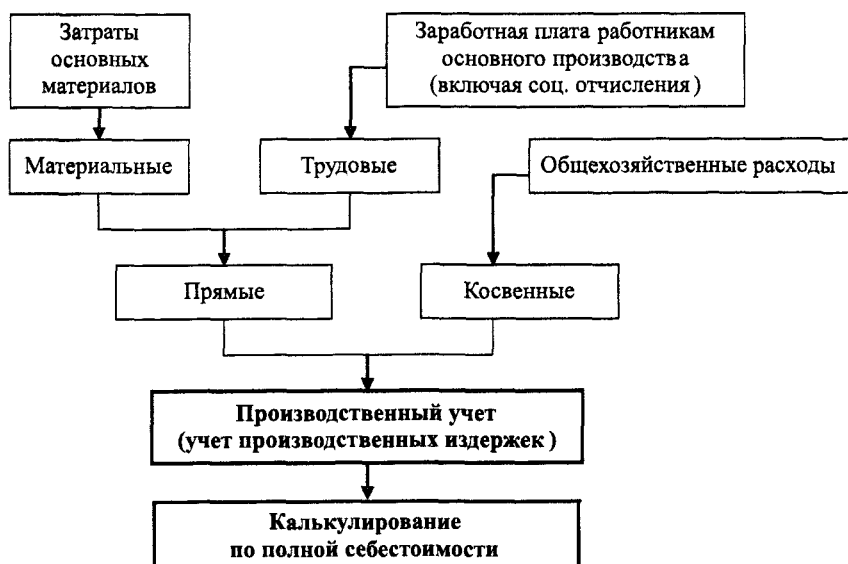 Затраты
основных
материалов
Заработная плата работникам
основного производства
(включая соц. отчисления)
Материальные
Трудовые
Общехозяйственные расходы
Прямые
Косвенные
Производственный учет
(учет производственных издержек)
Калькулирование
по полной себестоимости